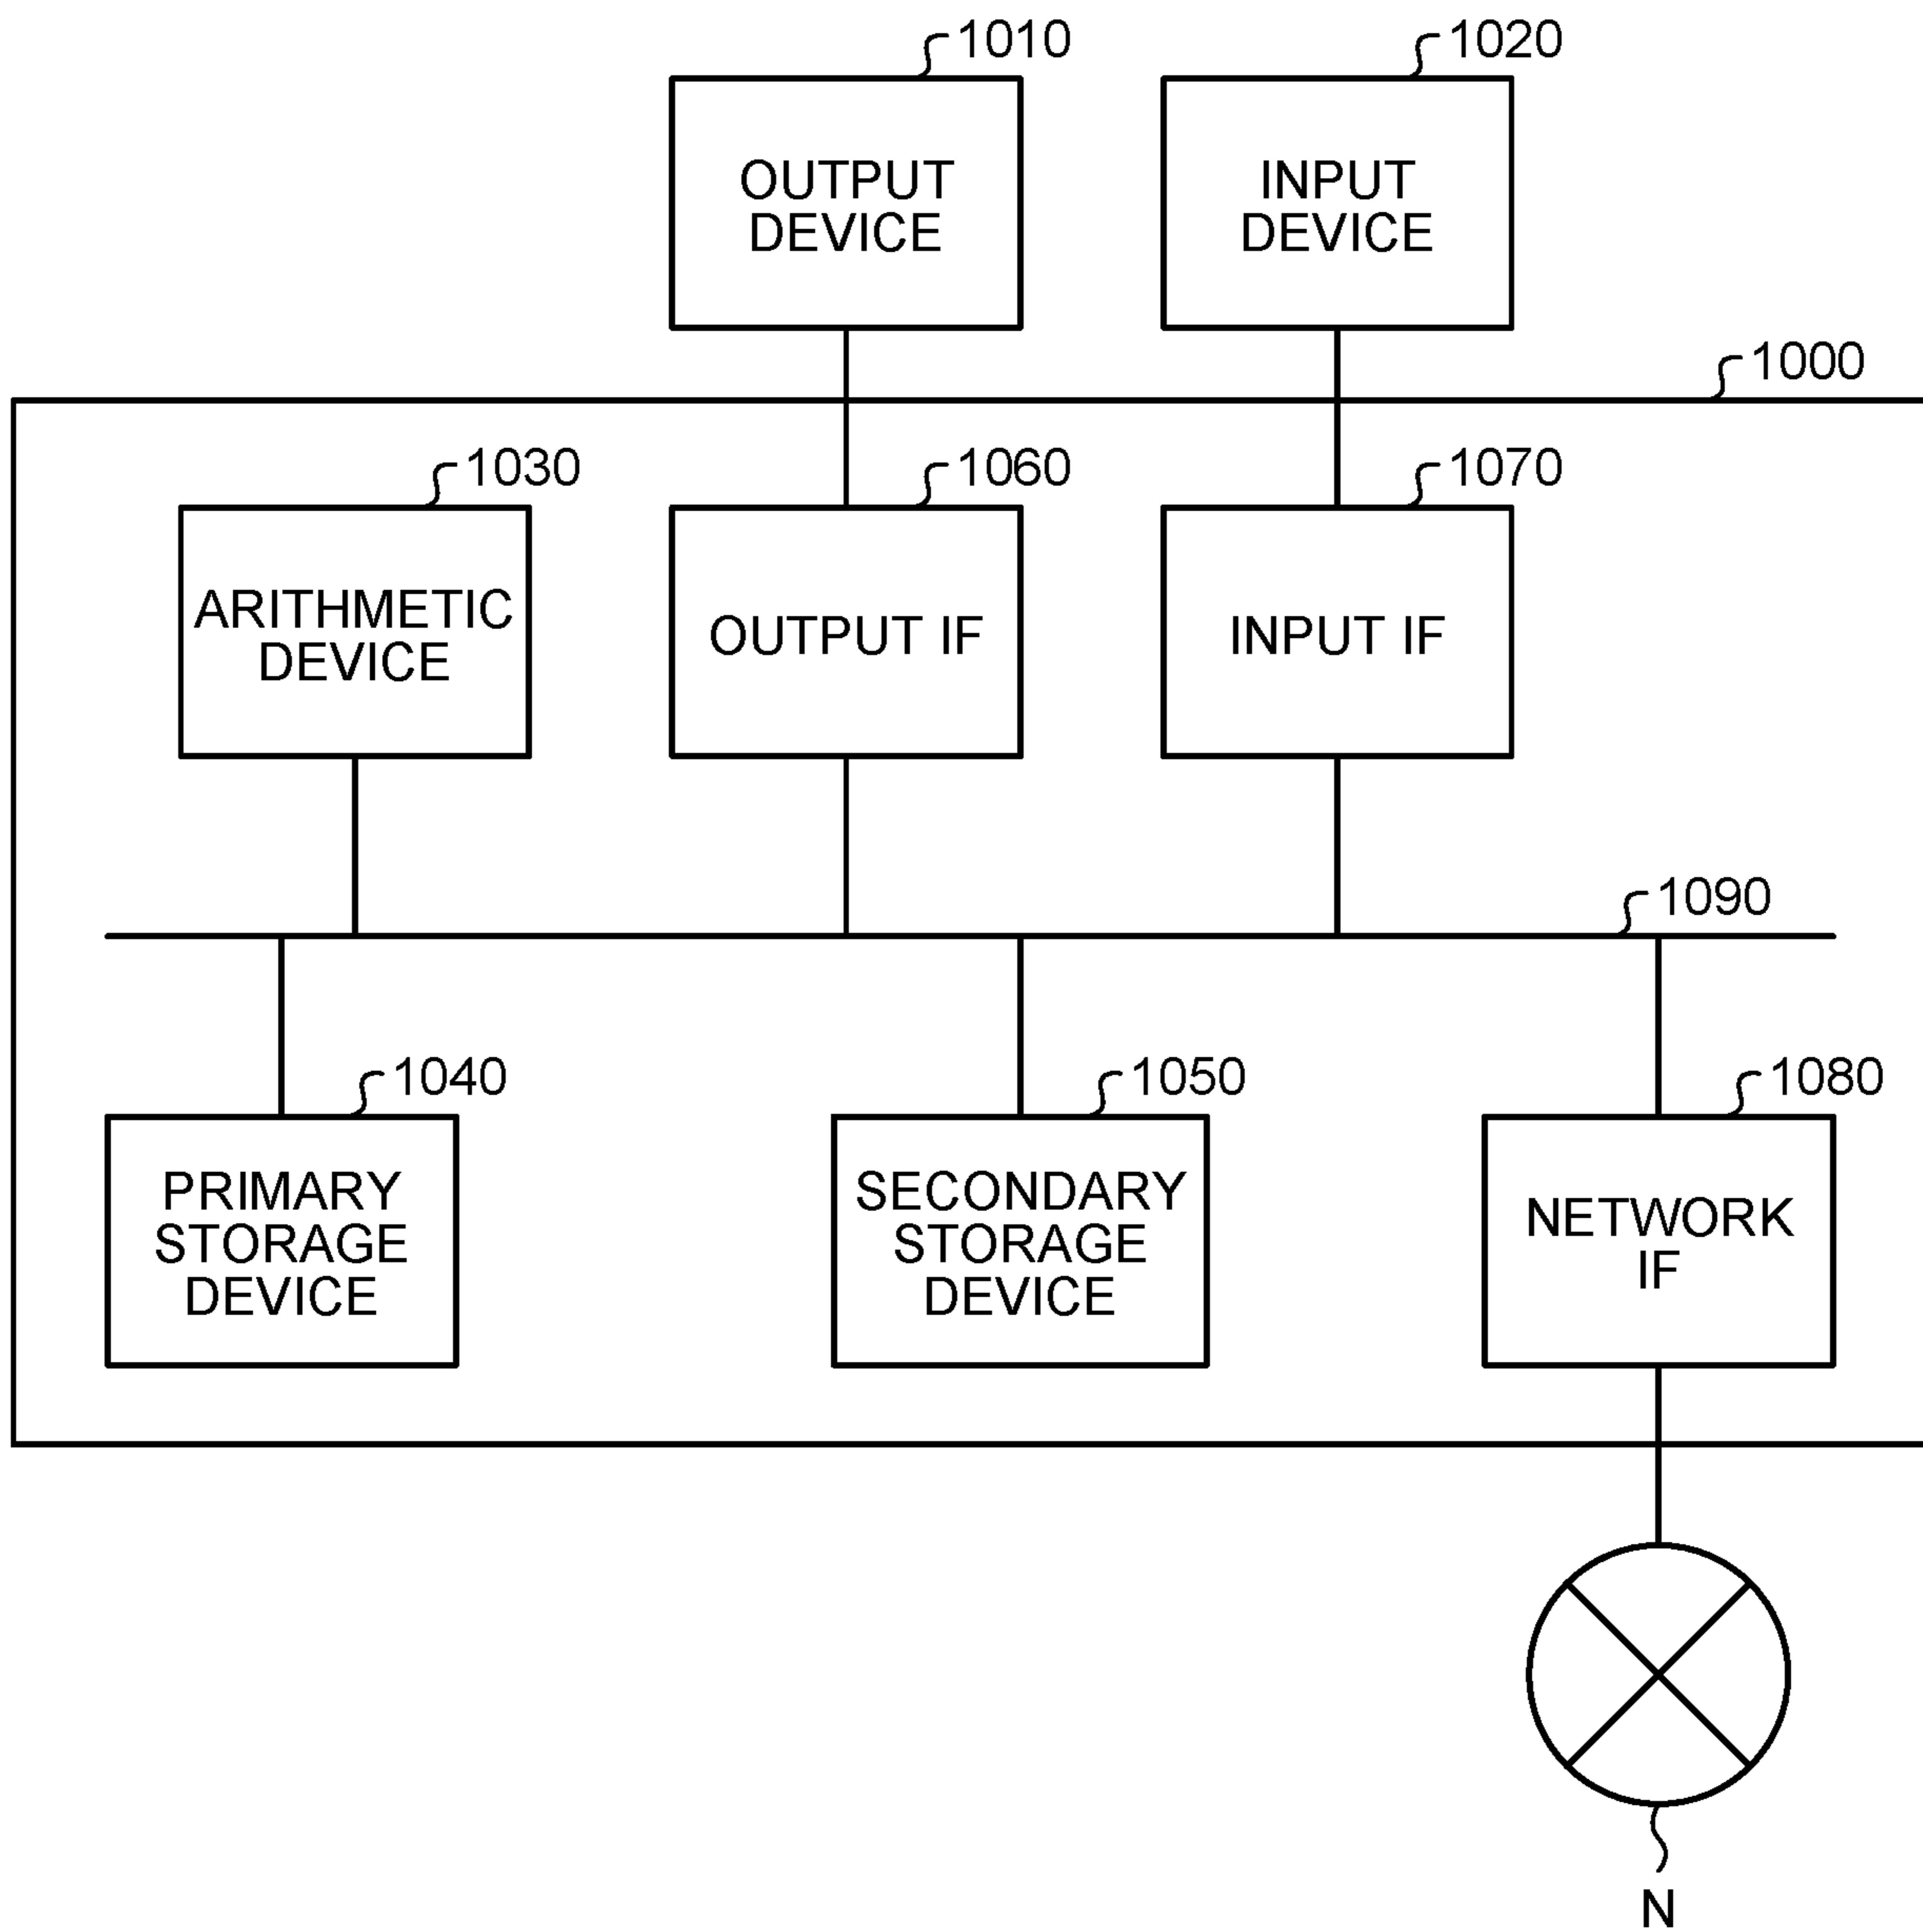 1010
1020
OUTPUT
DEVICE
INPUT
DEVICE
1000
1030
1060
1070
ARITHMETIC
DEVICE
OUTPUT IF
INPUT IF
1090
1040
1050
1080
PRIMARY
STORAGE
DEVICE
SECONDARY
STORAGE
DEVICE
NETWORK
IF
N